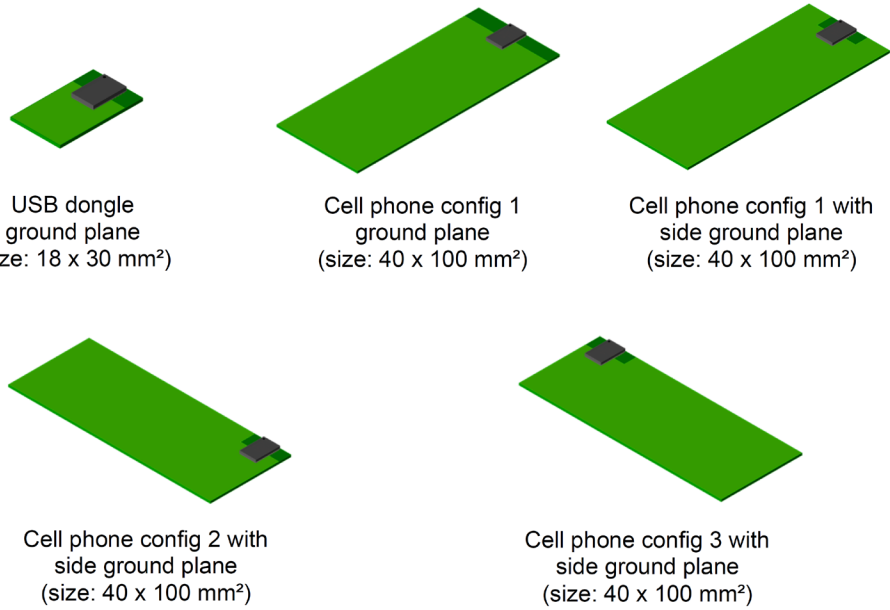 USB dongle
ground plane
ze: 18 x 30 mm²)
Cell phone config 1
ground plane
(size: 40 x 100 mm²)
Cell phone config 1 with
side ground plane
(size: 40 x 100 mm²)
Cell phone config 2 with
side ground plane
(size: 40 x 100 mm²)
Cell phone config 3 with
side ground plane
(size: 40 x 100 mm²)